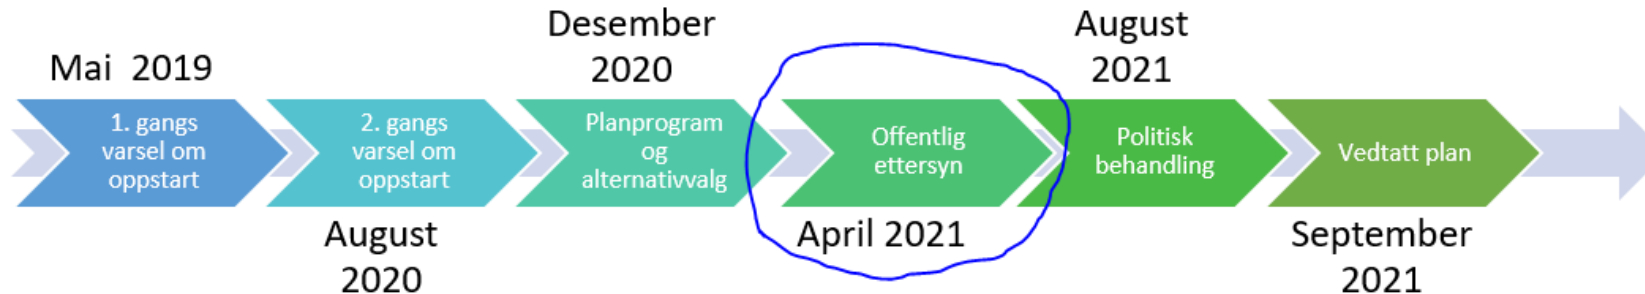 Mai 2019
1. gangs
varsel om
oppstart
2. gangs
varsel om
oppstart
August
2020
Desember
2020
Planprogram
og
alternativvalg
Offentlig
ettersyn
April 2021
August
2021
Politisk
behandling
Vedtatt plan
September
2021